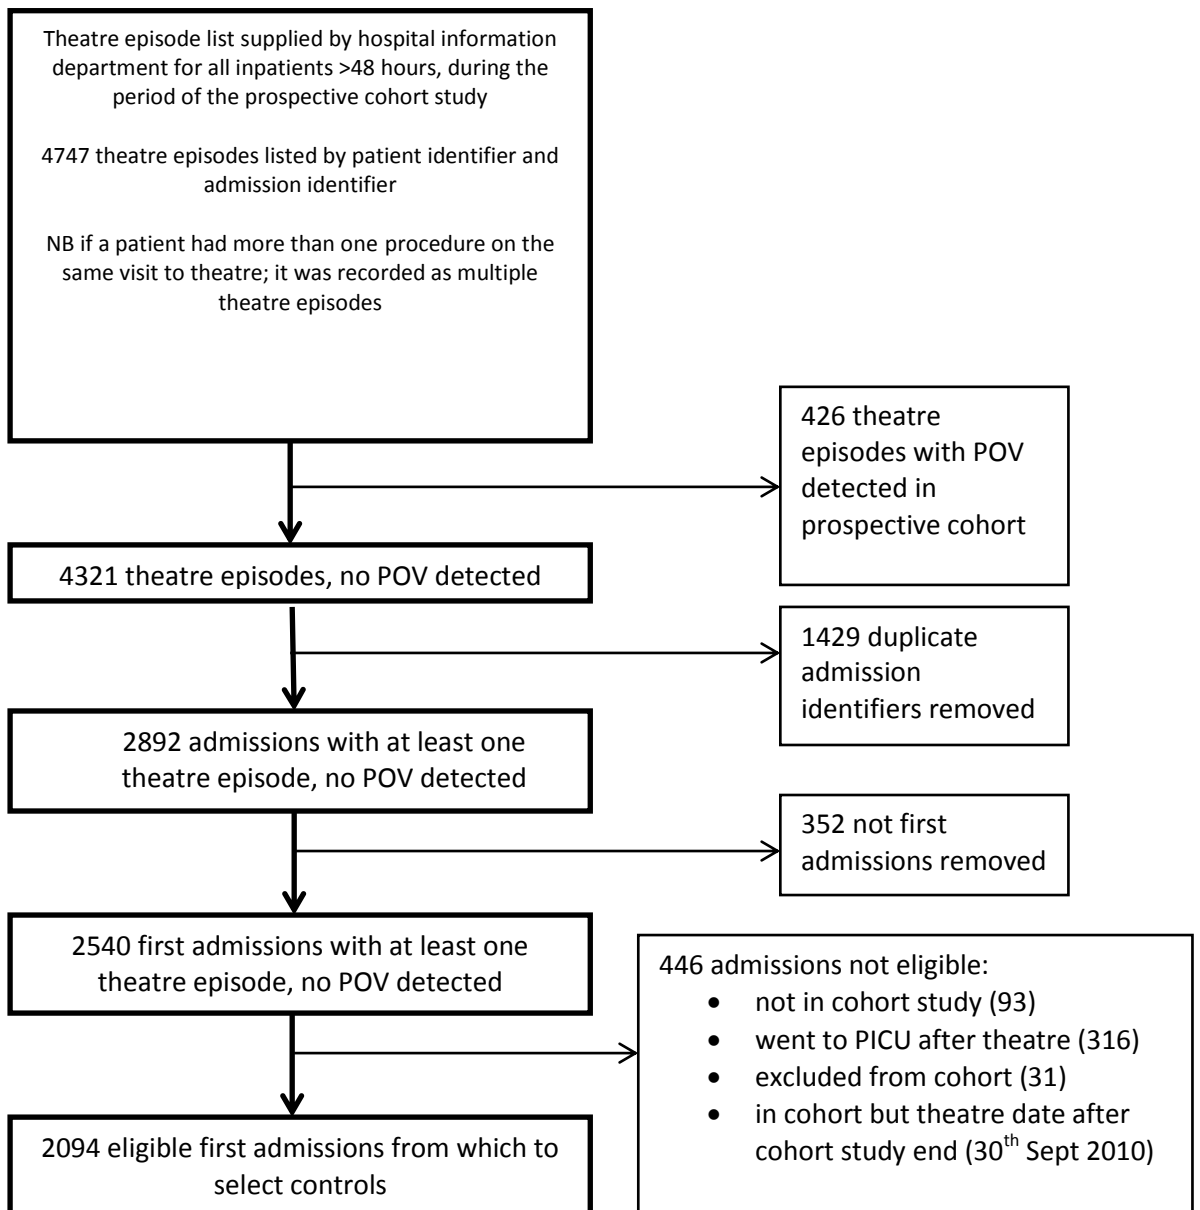 Theatre episode list supplied by hospital information
department for all inpatients >48 hours, during the
period of the prospective cohort study
4747 theatre episodes listed by patient identifier and
admission identifier
NB if a patient had more than one procedure on the
same visit to theatre; it was recorded as multiple
theatre episodes
426 theatre
episodes with POV
detected in
prospective cohort
4321 theatre episodes, no POV detected
1429 duplicate
admission
identifiers removed
2892 admissions with at least one
theatre episode, no POV detected
352 not first
admissions removed
2540 first admissions with at least one
theatre episode, no POV detected
446 admissions not eligible:
• not in cohort study (93)
• went to PICU after theatre (316)
• excluded from cohort (31)
• in cohort but theatre date after
cohort study end (30th Sept 2010)
2094 eligible first admissions from which to
select controls